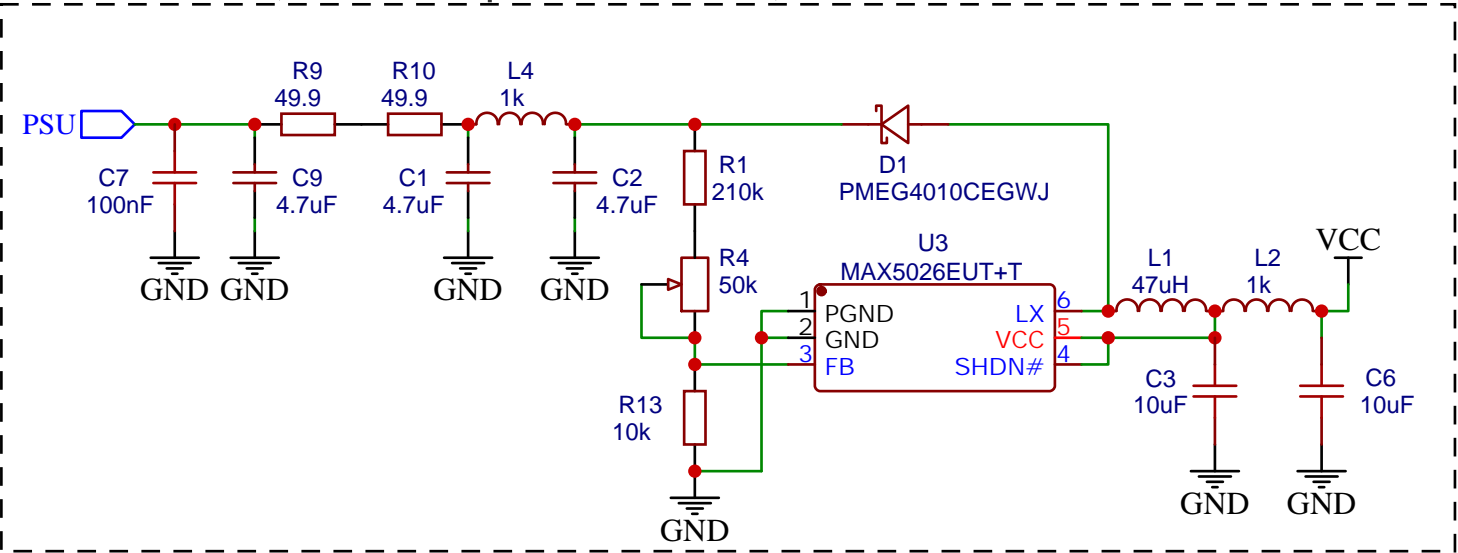 R9
49.9
R10
49.9
L4
1k
PSU
C7
100nF
C9
4.7uF
C1
4.7uF
C2
4.7uF
R1
210k
D1
PMEG4010CEGWJ
GND
GND
GND
GND
R4
50k
U3
MAX5026EUT+T
1
PGND
2
GND
3
FB
LX
6
VCC
5
SHDN#
4
L1
47uH
L2
1k
VCC
R13
10k
C3
10uF
C6
10uF
GND
GND
GND